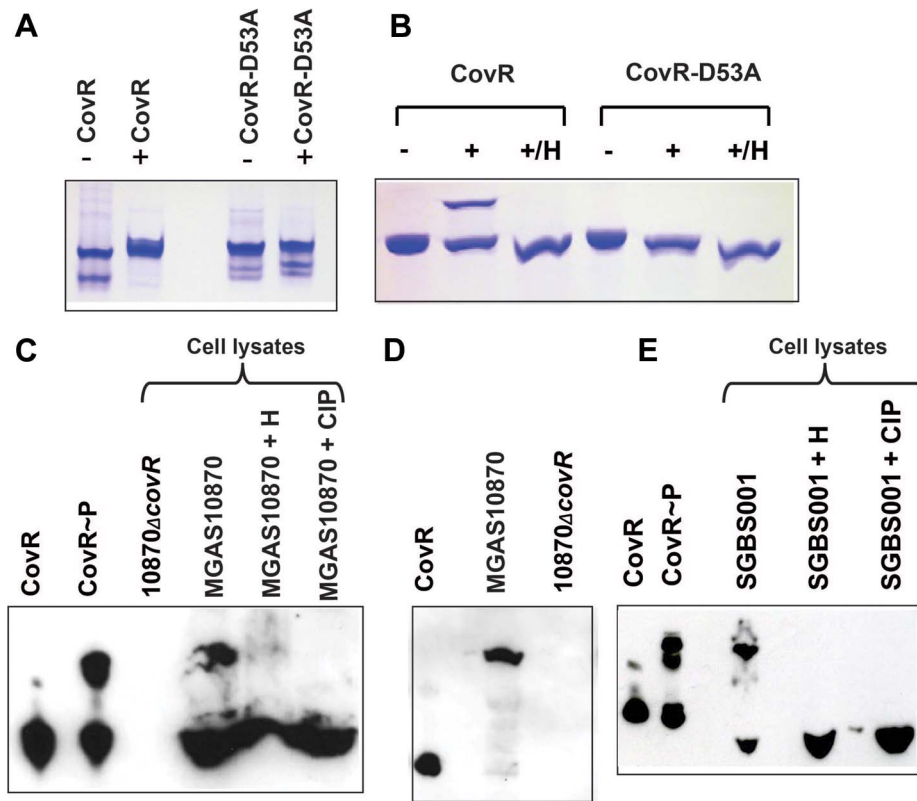 A
- CovR
+ CovR
- CovR-D53A
+ CovR-D53A
B
CovR
CovR-D53A
-
+
+/H
-
+
+/H
C
Cell lysates
CovR
CovR~P
10870ΔcovR
MGAS10870
MGAS10870 + H
MGAS10870 + CIP
D
CovR
MGAS10870
10870ΔcovR
E
Cell lysates
CovR
CovR~P
SGBS001
SGBS001 + H
SGBS001 + CIP